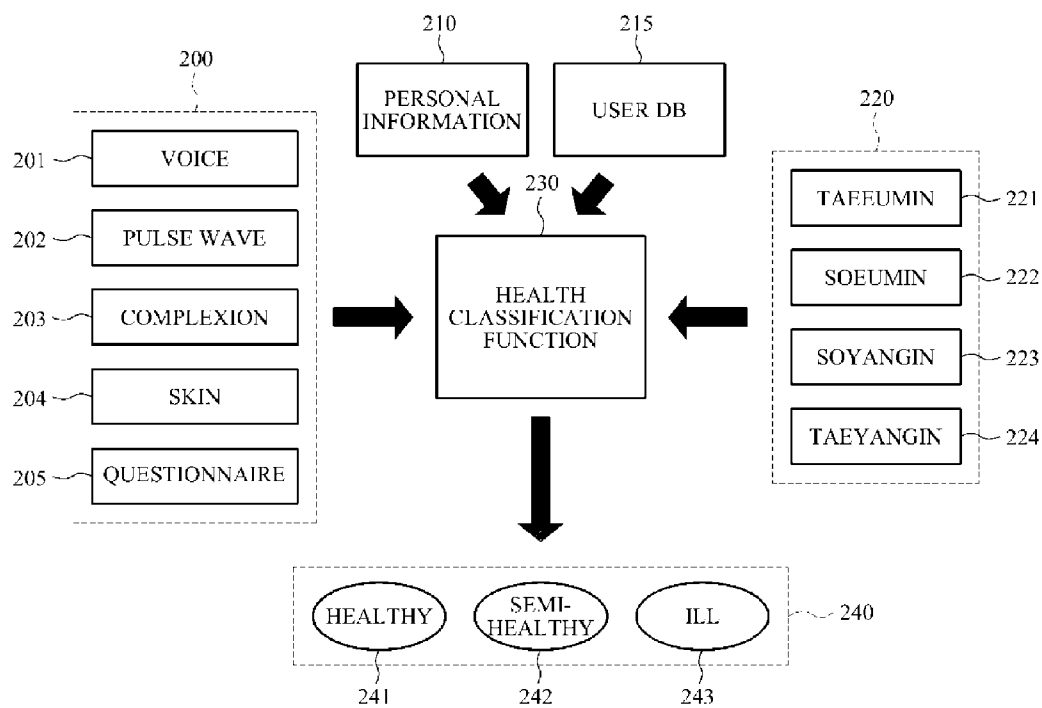 200
201
VOICE
202
PULSE WAVE
203
COMPLEXION
204
SKIN
205
QUESTIONNAIRE
210
PERSONAL
INFORMATION
215
USER DB
230
HEALTH
CLASSIFICATION
FUNCTION
220
TAEEUMIN
221
SOEUMIN
222
SOYANGIN
223
TAEYANGIN
224
HEALTHY
SEMI-
HEALTHY
ILL
240
241
242
243